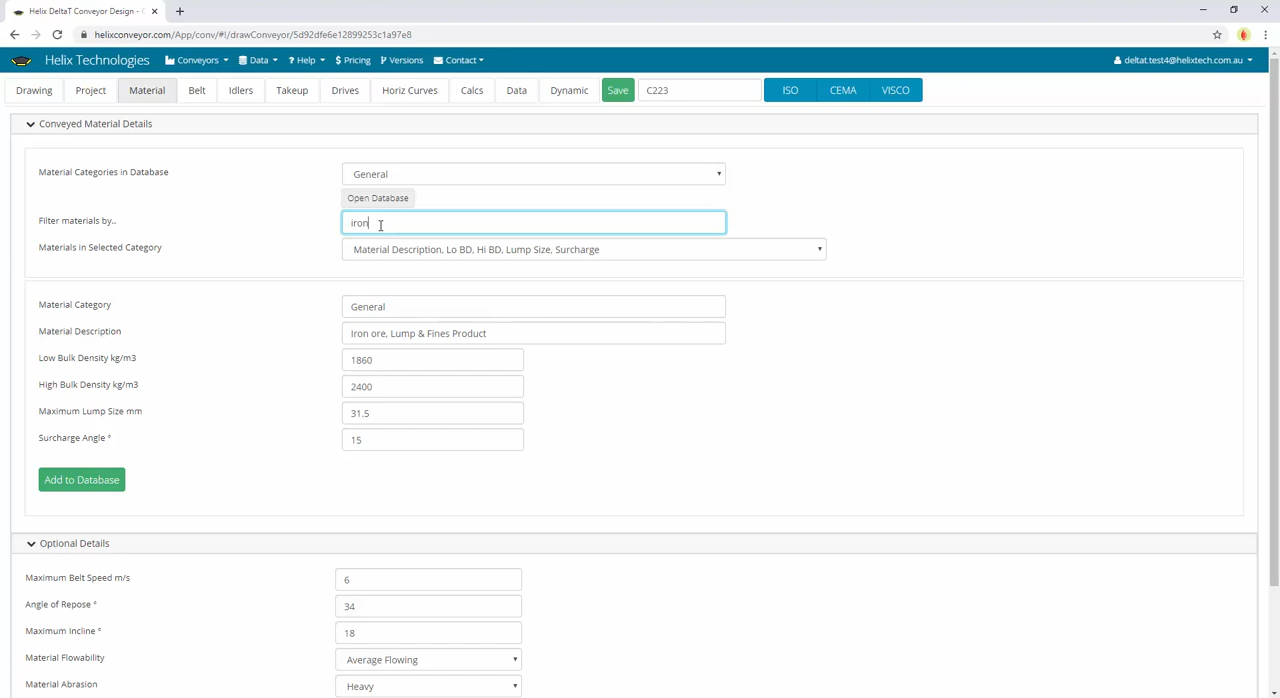 Helix DeltaT Conveyor Design - C
helixconveyor.com/App/conv/#!/drawConveyor/5d92dfe6e12899253c1a97e8
Helix Technologies Conveyors Data Help Pricing Versions Contact deltat.test4@helixtech.com.au
Drawing Project Material Belt Idlers Takeup Drives Horiz Curves Calcs Data Dynamic Save C223 ISO CEMA VISCO
Conveyed Material Details
Material Categories in Database General
Open Database
Filter materials by.. iron
Materials in Selected Category Material Description, Lo BD, Hi BD, Lump Size, Surcharge
Material Category General
Material Description Iron ore, Lump & Fines Product
Low Bulk Density kg/m3 1860
High Bulk Density kg/m3 2400
Maximum Lump Size mm 31.5
Surcharge Angle ° 15
Add to Database
Optional Details
Maximum Belt Speed m/s 6
Angle of Repose ° 34
Maximum Incline ° 18
Material Flowability Average Flowing
Material Abrasion Heavy